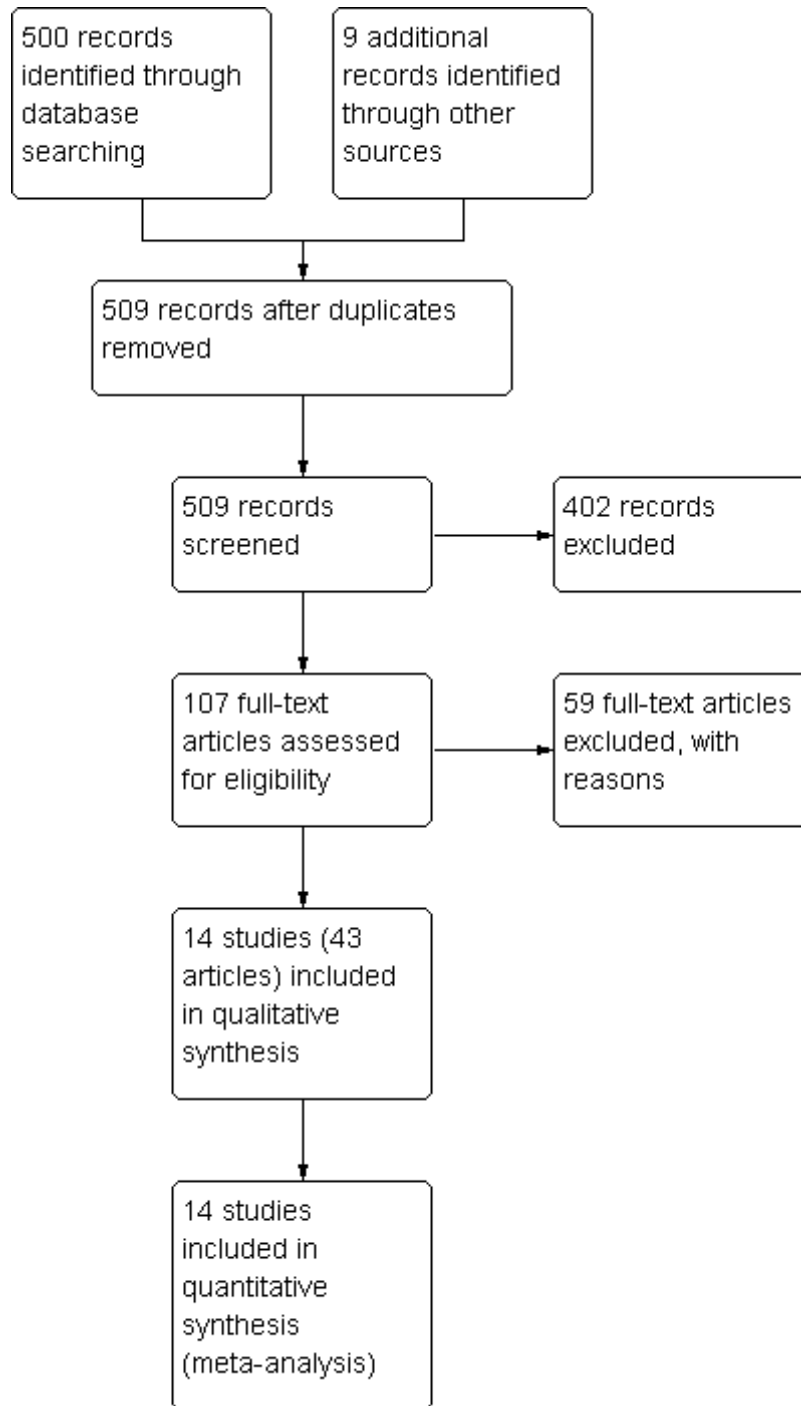 500 records
identified through
database
searching
9 additional
records identified
through other
sources
509 records after duplicates
removed
509 records
screened
402 records
excluded
107 full-text
articles assessed
for eligibility
59 full-text articles
excluded, with
reasons
14 studies (43
articles) included
in qualitative
synthesis
14 studies
included in
quantitative
synthesis
(meta-analysis)